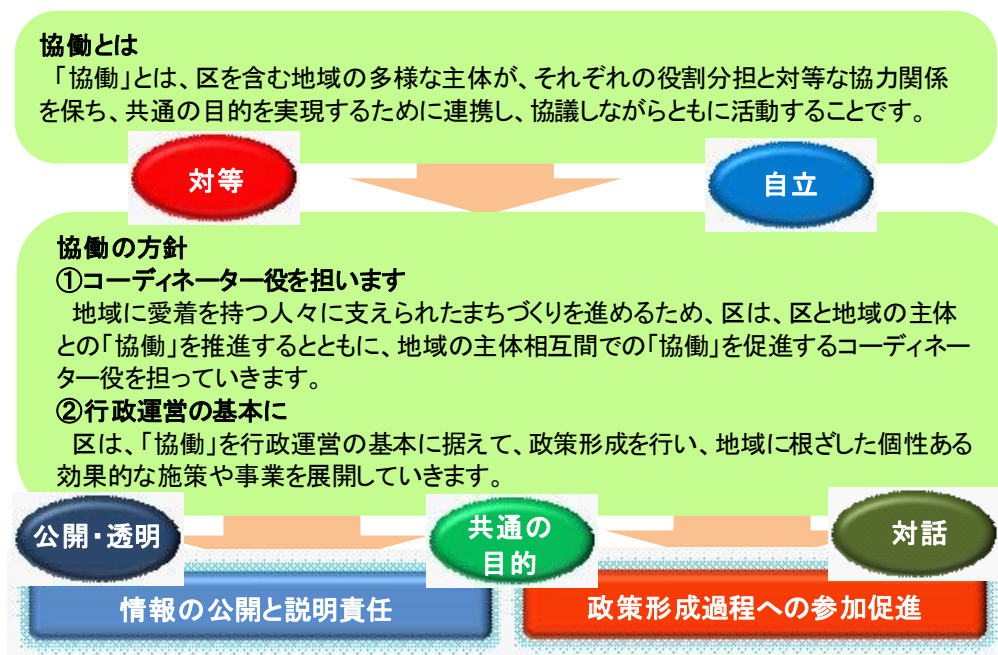 協働とは
「協働」とは、区を含む地域の多様な主体が、それぞれの役割分担と対等な協力関係
を保ち、共通の目的を実現するために連携し、協議しながらともに活動することです。
対等
自立
協働の方針
①コーディネーター役を担います
地域に愛着を持つ人々に支えられたまちづくりを進めるため、区は、区と地域の主体
との「協働」を推進するとともに、地域の主体相互間での「協働」を促進するコーディネー
ター役を担っていきます。
②行政運営の基本に
区は、「協働」を行政運営の基本に据えて、政策形成を行い、地域に根ざした個性ある
効果的な施策や事業を展開していきます。
公開・透明
共通の
目的
対話
情報の公開と説明責任
政策形成過程への参加促進